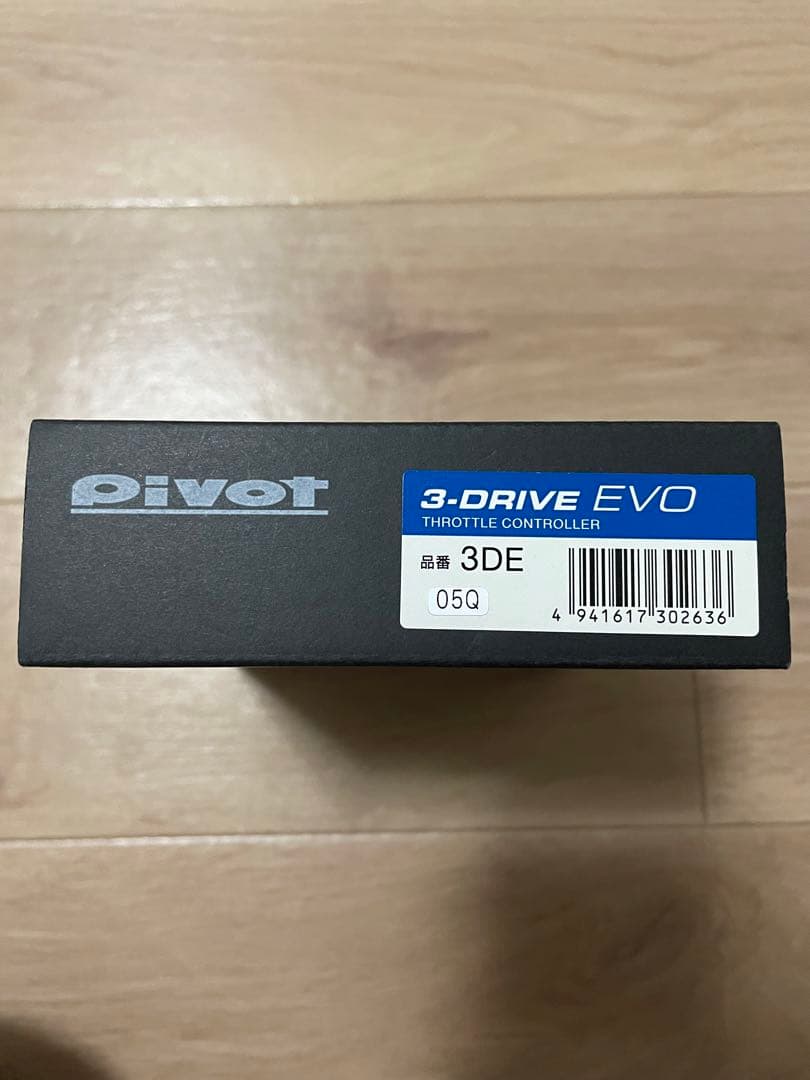 Pivot
3-DRIVE EVO
THROTTLE CONTROLLER
品番 3DE
05Q
4 941617 302636